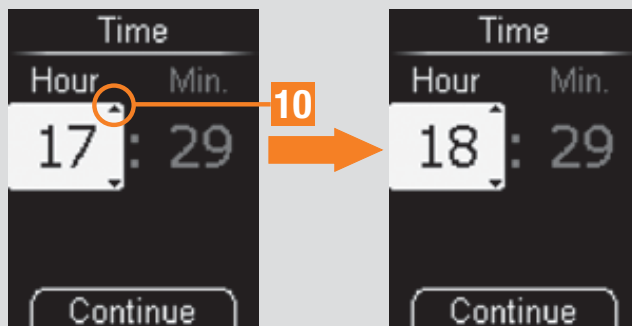 Time
Hour Min.
17 : 29
Continue
10
Time
Hour Min.
18 : 29
Continue